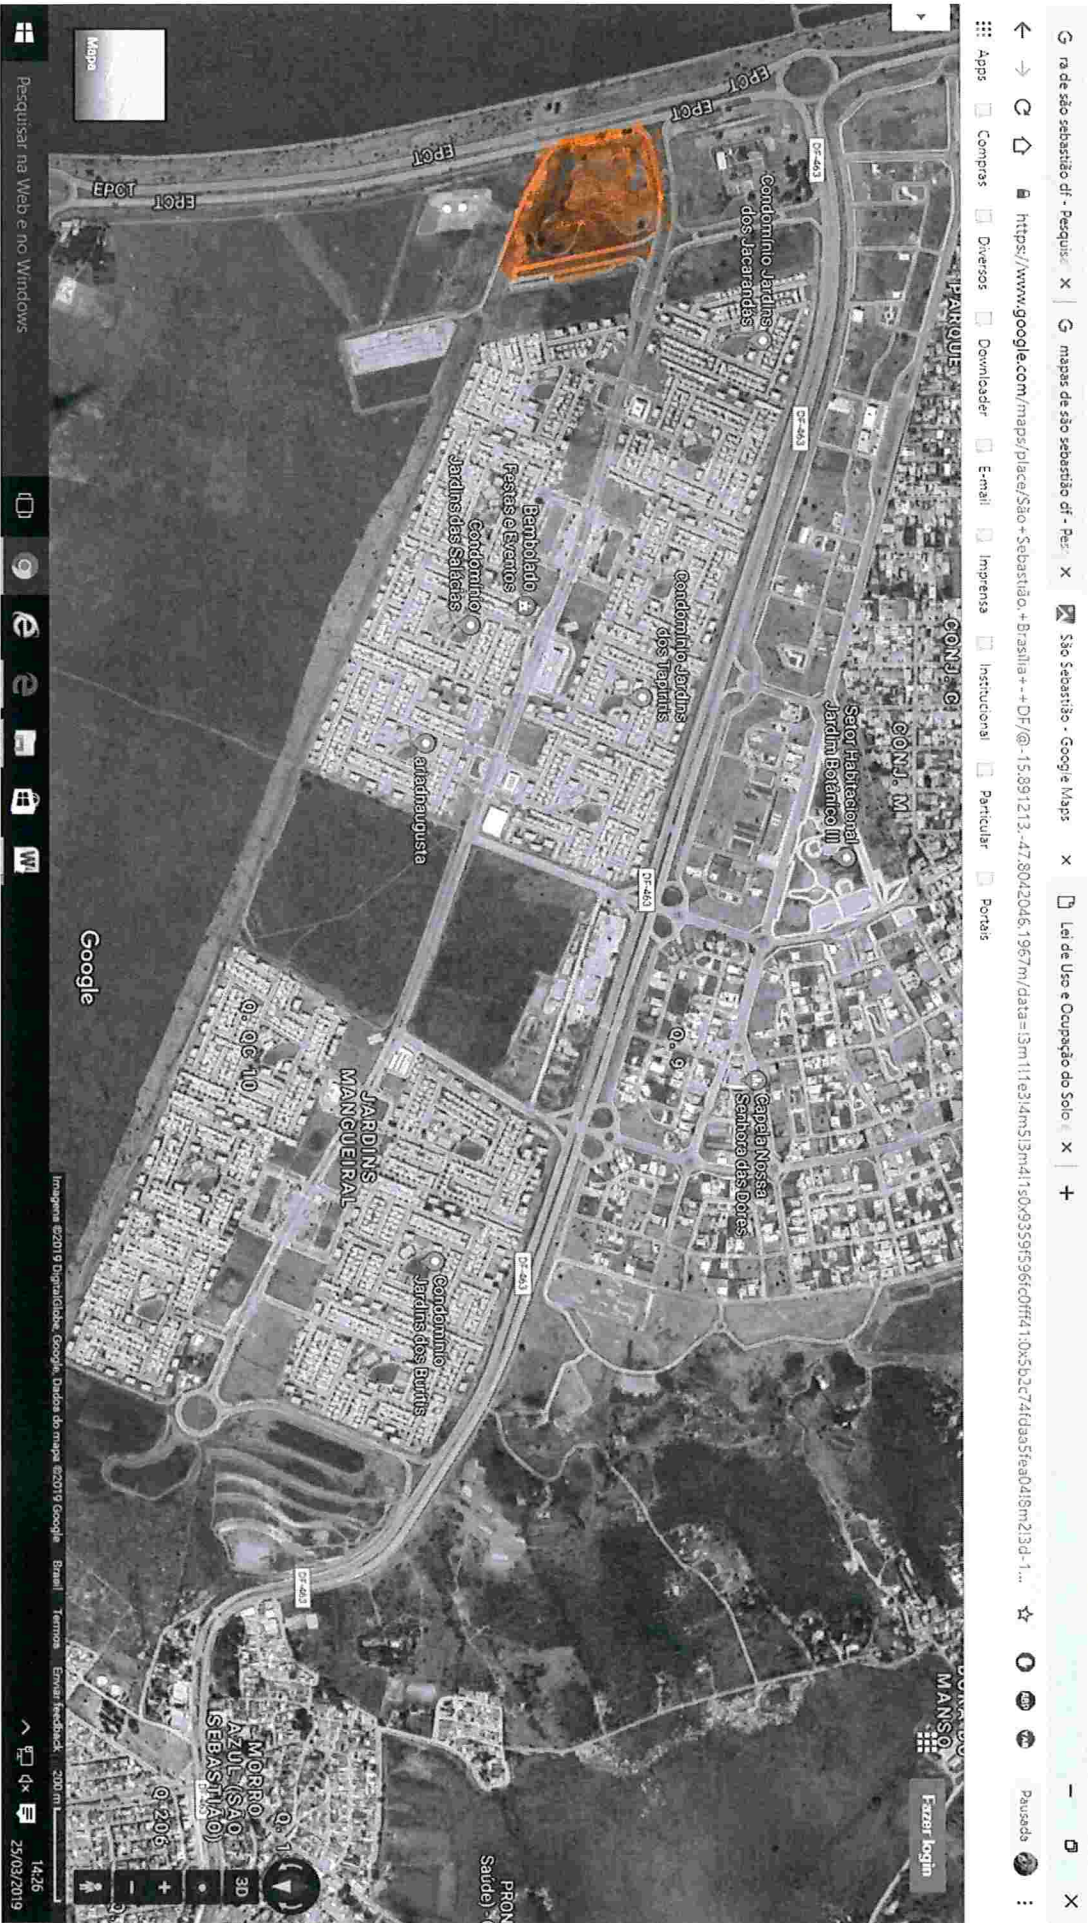 ra de são sebastião df - Pesquisa
mapas de são sebastião df - Pes
São Sebastião - Google Maps
Lei de Uso e Ocupação do Solo e
https://www.google.com/maps/place/São+Sebastião,+Brasília+-+DF/@-15.891213,-47.8042046,1967m/data=!3m1!1e3!4m5!3m4!1s0x9359f596fc0fff41:0x5b2c74fdaa5fea04!8m2!3d-1...
Pausada
Apps
Compras
Diversos
Downloader
E-mail
Imprensa
Institucional
Particular
Portais
PARQUE
CONJ. C
CONJ. M
MANSO
Fazer login
DF-463
EPCT
EPCT
Condomínio Jardins
dos Jacarandás
DF-463
Setor Habitacional
Jardim Botânico III
Condomínio Jardins
dos Tapiriris
DF-463
Q. 9
Capela Nossa
Senhora das Dores
EPCT
Bembolado
Festas e Eventos
Condomínio
Jardins das Salácias
ariadnaugusta
DF-463
JARDINS
MANGUEIRAL
Condomínio
Jardins dos Buritis
Q. QC 10
DF-463
EPCT
EPCT
MORRO
AZUL (SÃO
SEBASTIÃO)
Q. 1
Q 206
PRON
Saúde) -
3D
Mapa
Google
Imagens ©2019 DigitalGlobe, Google, Dados do mapa ©2019 Google
Brasil
Termos
Enviar feedback
200 m
Pesquisar na Web e no Windows
14:26
25/03/2019